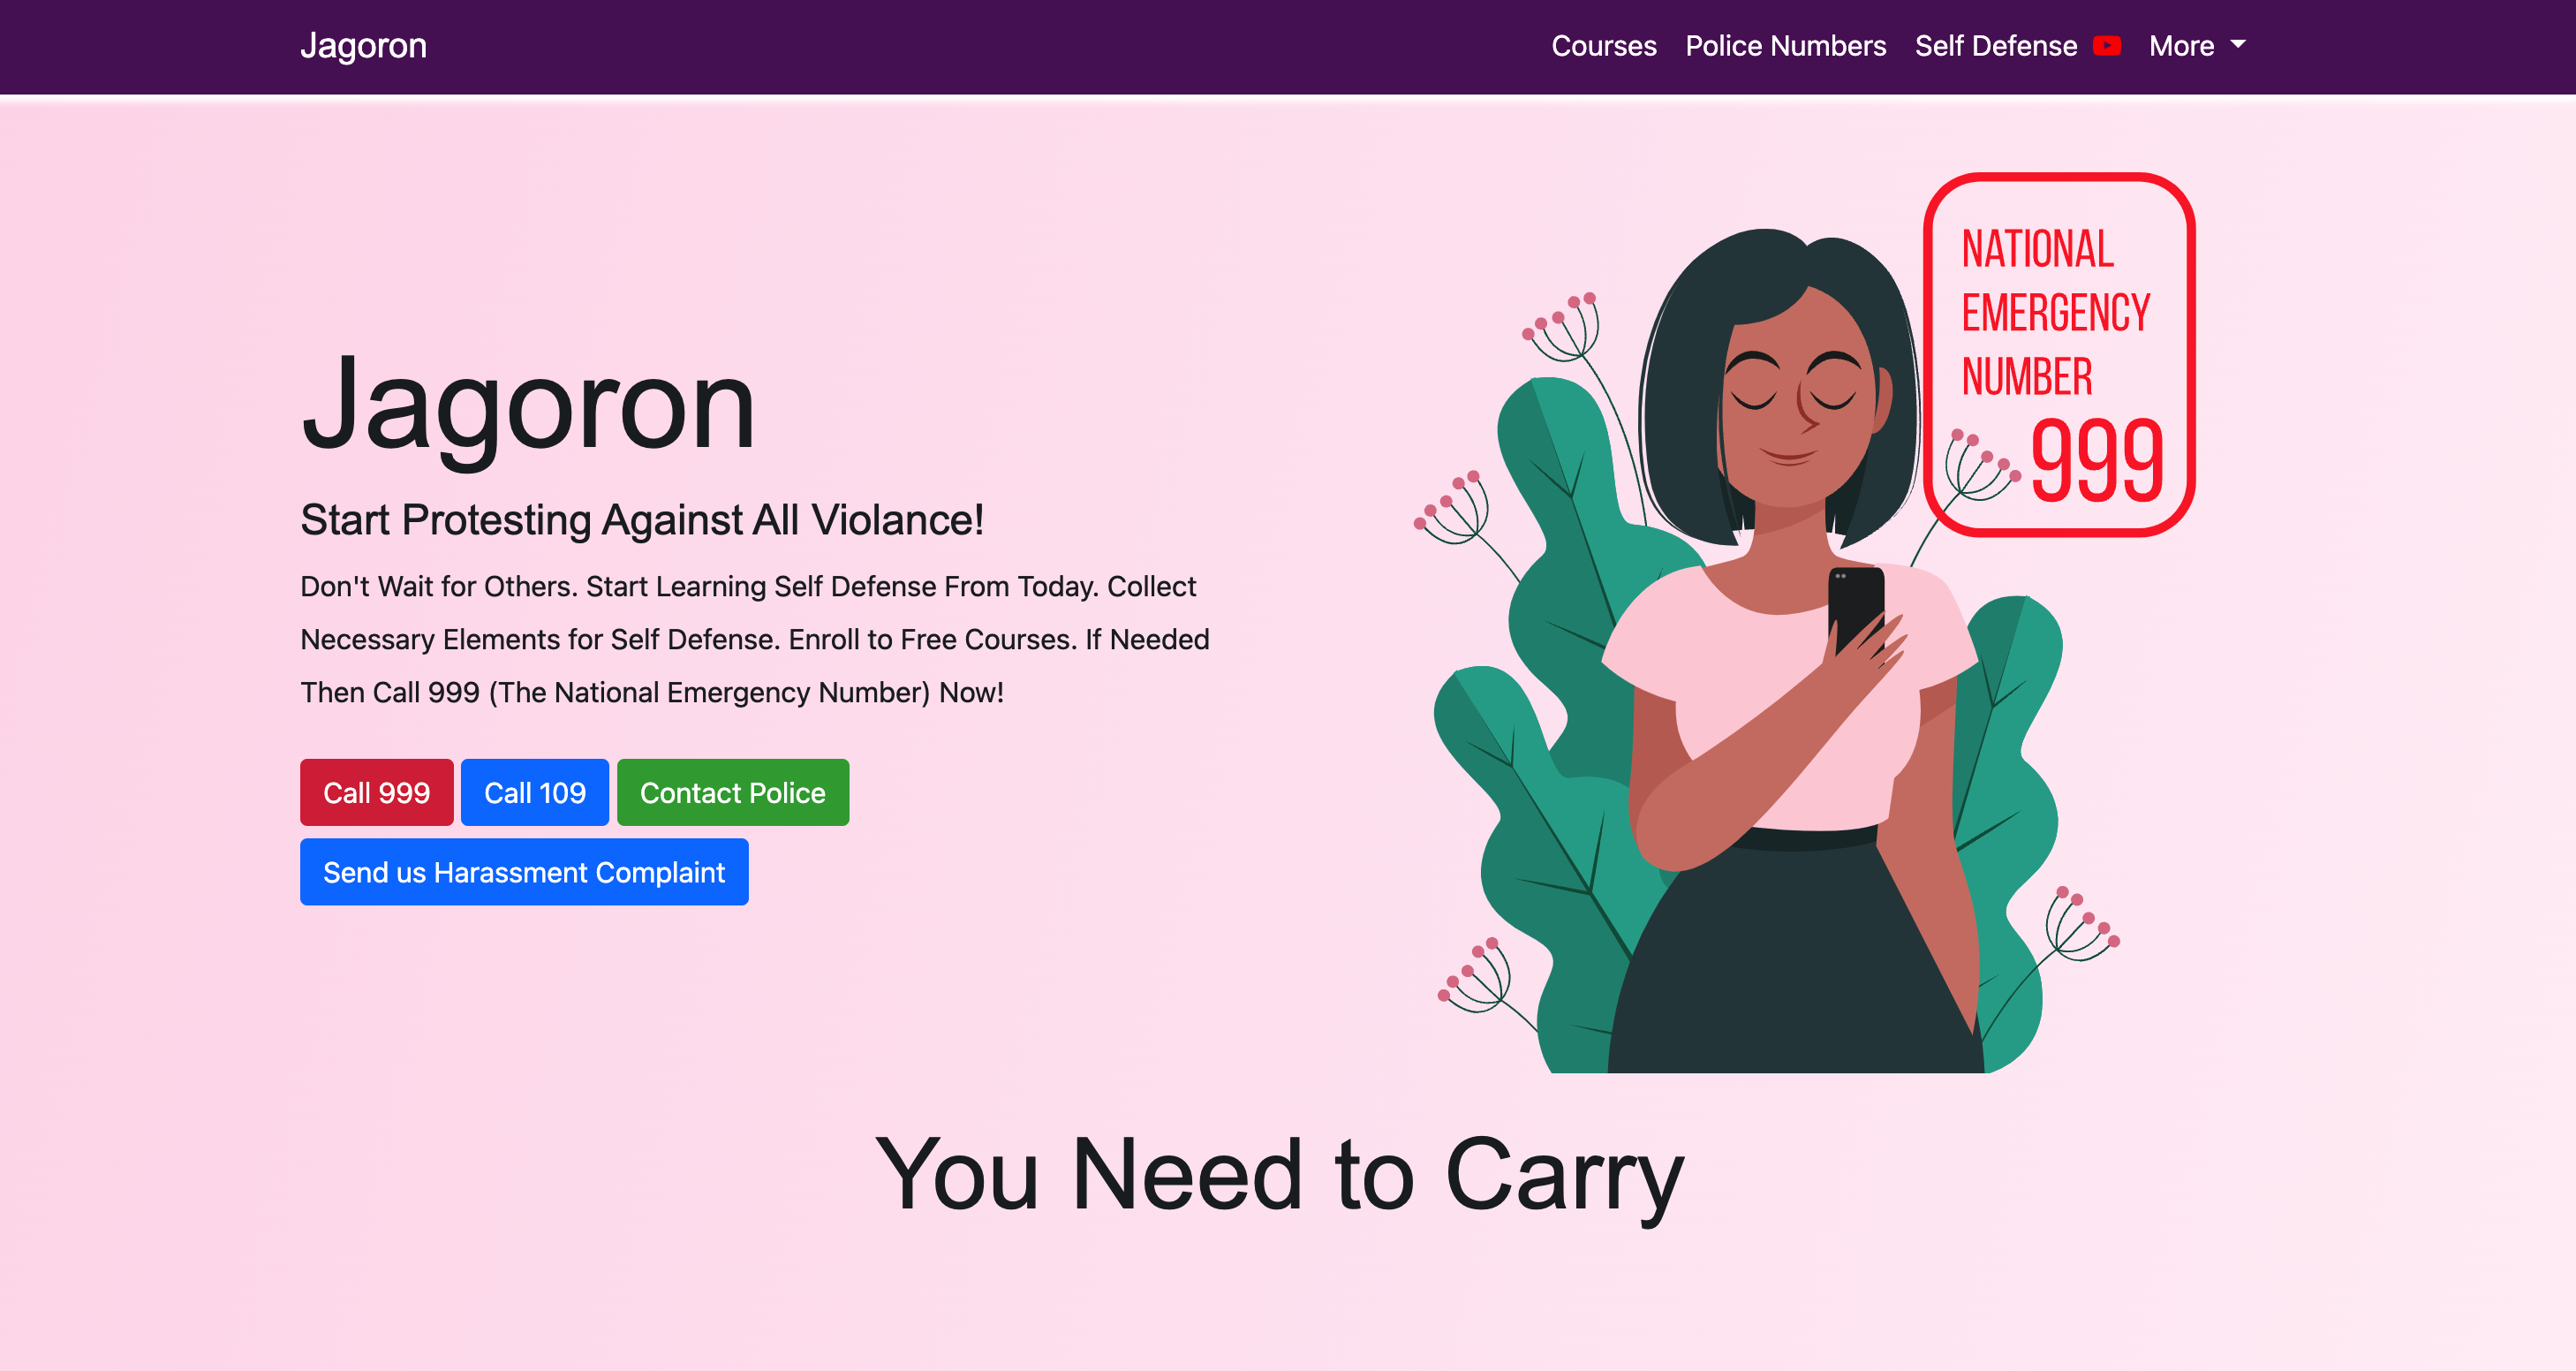 Jagoron
Courses
Police Numbers
Self Defense
More
NATIONAL
EMERGENCY
NUMBER
999
Jagoron
Start Protesting Against All Violance!
Don't Wait for Others. Start Learning Self Defense From Today. Collect
Necessary Elements for Self Defense. Enroll to Free Courses. If Needed
Then Call 999 (The National Emergency Number) Now!
Call 999
Call 109
Contact Police
Send us Harassment Complaint
You Need to Carry